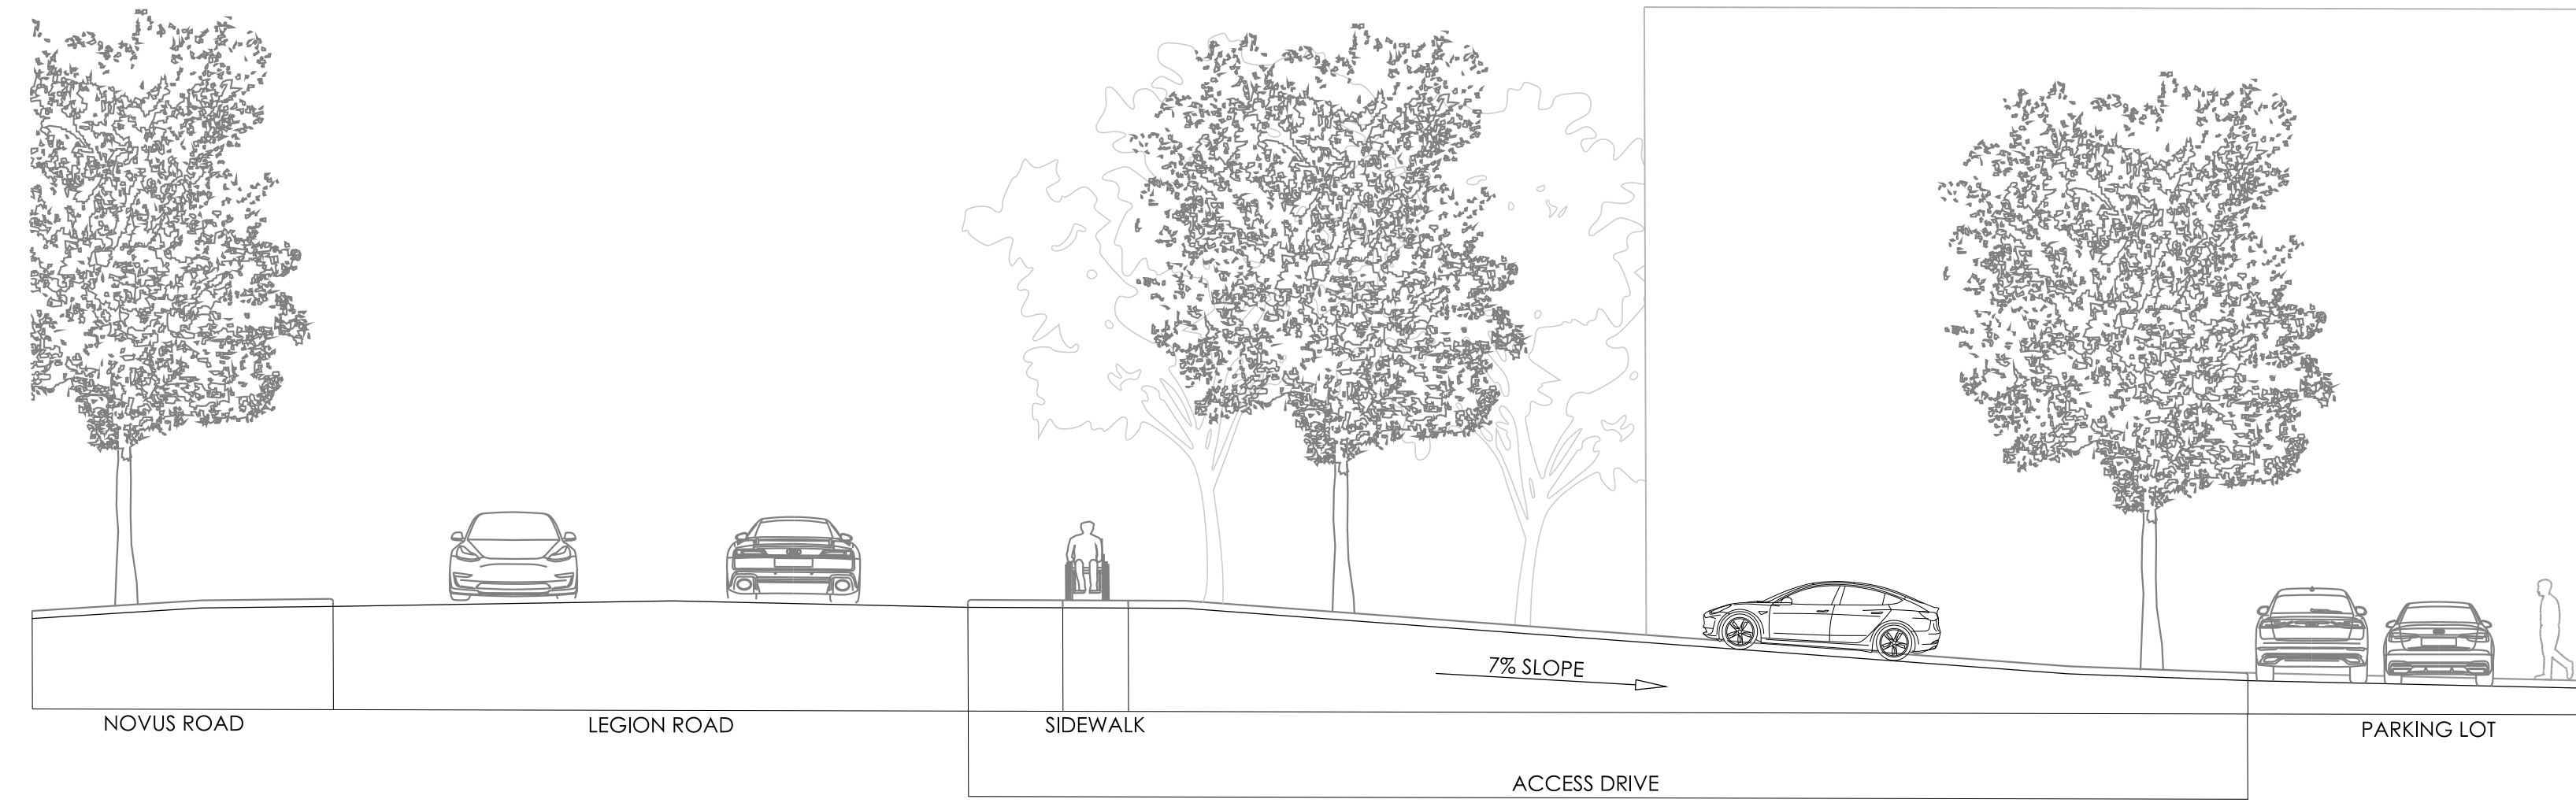 7% SLOPE
NOVUS ROAD
LEGION ROAD
SIDEWALK
PARKING LOT
ACCESS DRIVE